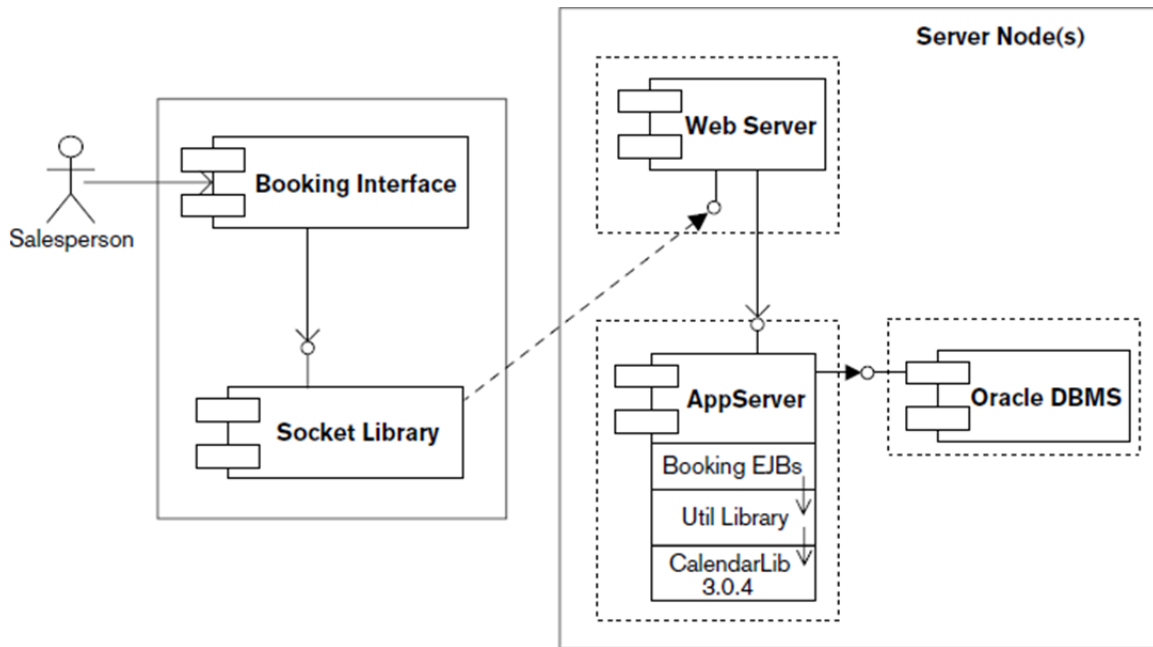 Server Node(s)
Web Server
Booking Interface
Salesperson
AppServer
Oracle DBMS
Socket Library
Booking EJBs
Util Library
CalendarLib
3.0.4